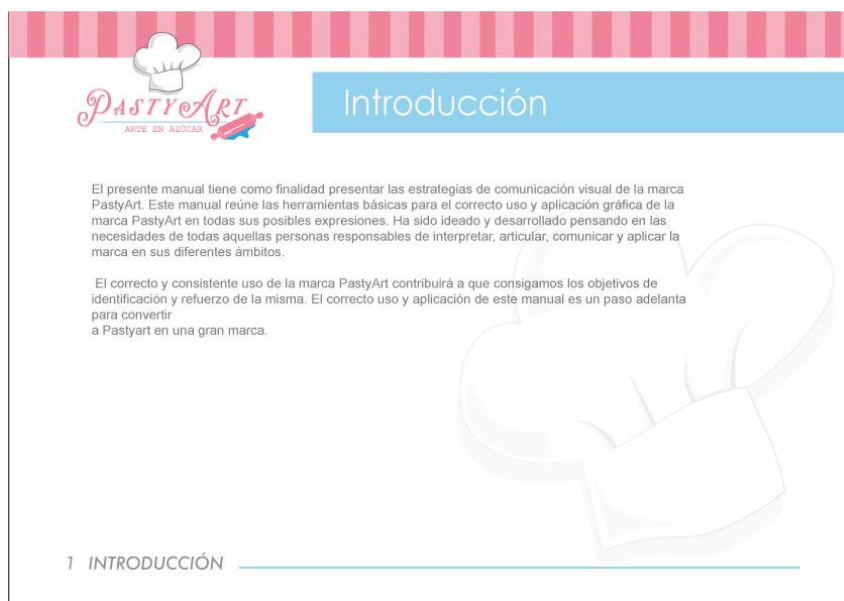 PASTYART
ARTE EN AZÚCAR
Introducción
El presente manual tiene como finalidad presentar las estrategias de comunicación visual de la marca
PastyArt. Este manual reúne las herramientas básicas para el correcto uso y aplicación gráfica de la
marca PastyArt en todas sus posibles expresiones. Ha sido ideado y desarrollado pensando en las
necesidades de todas aquellas personas responsables de interpretar, articular, comunicar y aplicar la
marca en sus diferentes ámbitos.
El correcto y consistente uso de la marca PastyArt contribuirá a que consigamos los objetivos de
identificación y refuerzo de la misma. El correcto uso y aplicación de este manual es un paso adelanta
para convertir
a Pastyart en una gran marca.
1 INTRODUCCIÓN